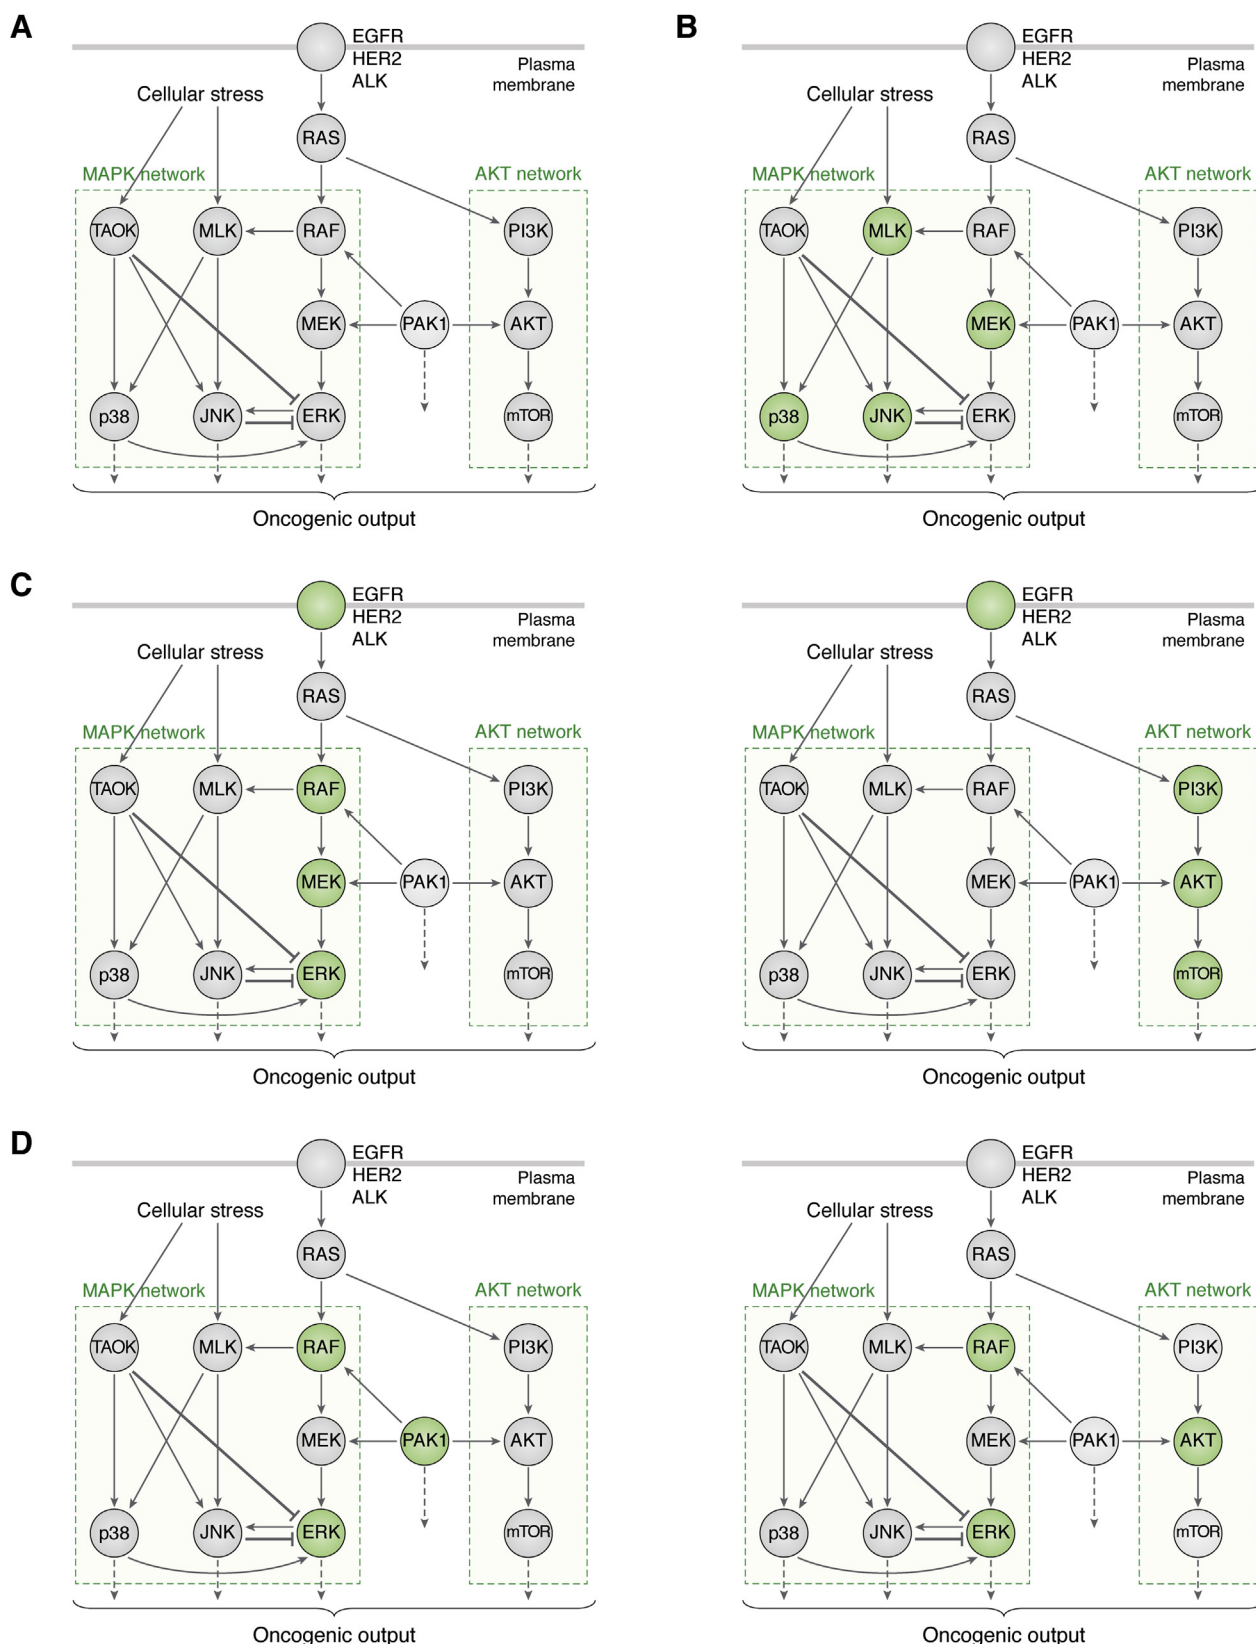 A
EGFR
HER2
ALK
Plasma
membrane
Cellular stress
RAS
MAPK network
AKT network
TAOK MLK RAF PI3K
MEK PAK1 AKT
p38 JNK ERK mTOR
Oncogenic output
B
EGFR
HER2
ALK
Plasma
membrane
Cellular stress
RAS
MAPK network
AKT network
TAOK MLK RAF PI3K
MEK PAK1 AKT
p38 JNK ERK mTOR
Oncogenic output
C
EGFR
HER2
ALK
Plasma
membrane
Cellular stress
RAS
MAPK network
AKT network
TAOK MLK RAF PI3K
MEK PAK1 AKT
p38 JNK ERK mTOR
Oncogenic output
EGFR
HER2
ALK
Plasma
membrane
Cellular stress
RAS
MAPK network
AKT network
TAOK MLK RAF PI3K
MEK PAK1 AKT
p38 JNK ERK mTOR
Oncogenic output
D
EGFR
HER2
ALK
Plasma
membrane
Cellular stress
RAS
MAPK network
AKT network
TAOK MLK RAF PI3K
MEK PAK1 AKT
p38 JNK ERK mTOR
Oncogenic output
EGFR
HER2
ALK
Plasma
membrane
Cellular stress
RAS
MAPK network
AKT network
TAOK MLK RAF PI3K
MEK PAK1 AKT
p38 JNK ERK mTOR
Oncogenic output